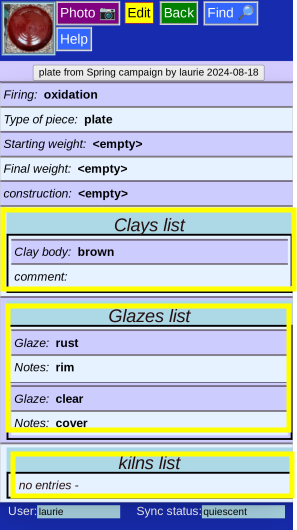 Photo 📷 Edit Back Find 🔎
Help
plate from Spring campaign by laurie 2024-08-18
Firing: oxidation
Type of piece: plate
Starting weight: <empty>
Final weight: <empty>
construction: <empty>
Clays list
Clay body: brown
comment:
Glazes list
Glaze: rust
Notes: rim
Glaze: clear
Notes: cover
kilns list
no entries -
User: laurie Sync status: quiescent